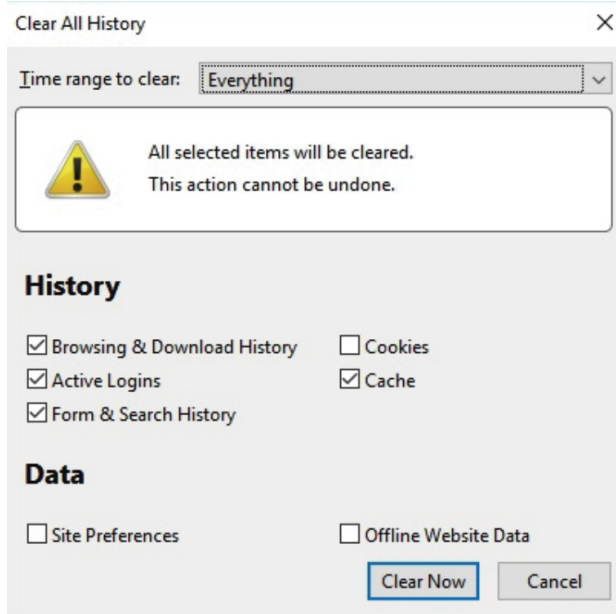 Clear All History
Time range to clear: Everything
All selected items will be cleared.
This action cannot be undone.
History
Browsing & Download History
Cookies
Active Logins
Cache
Form & Search History
Data
Site Preferences
Offline Website Data
Clear Now
Cancel